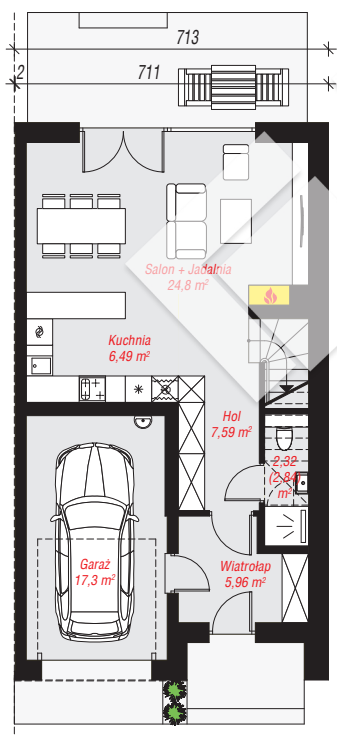 713
2 711
Salon + Jadalnia
24,8 m²
Kuchnia
6,49 m²
Hol
7,59 m²
2,32
(2,84)
m²
Garaż
17,3 m²
Wiatrołap
5,96 m²